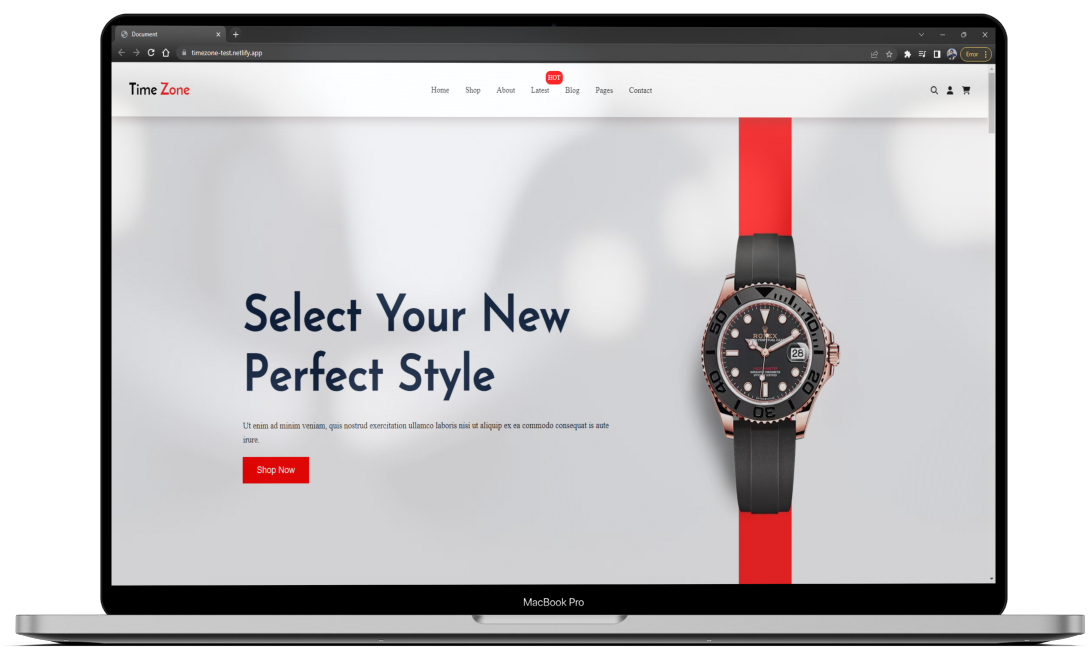 Document
timezone-test.netlify.app
Error
Time Zone
HOT
Home Shop About Latest Blog Pages Contact
Select Your New
Perfect Style
Ut enim ad minim veniam, quis nostrud exercitation ullamco laboris nisi ut aliquip ex ea commodo consequat is aute
irure.
Shop Now
50
10
ROLEX
28
40
20
30
MacBook Pro